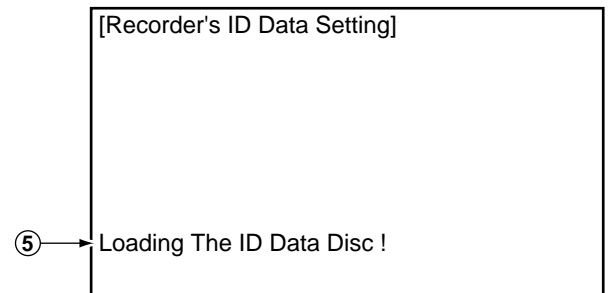 [Recorder's ID Data Setting]
⑤ Loading The ID Data Disc !